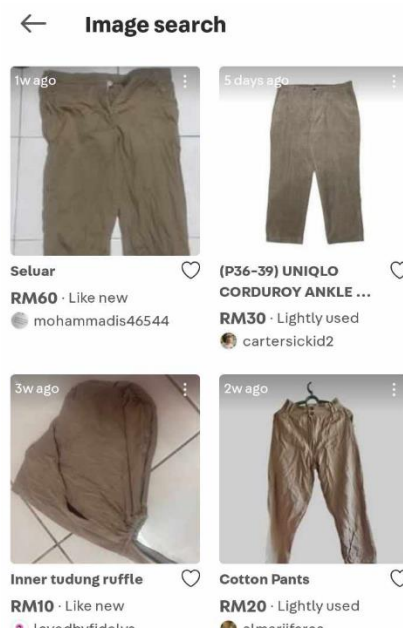 ← Image search
1w ago
5 days ago
Seluar
RM60 · Like new
mohammadis46544
(P36-39) UNIQLO
CORDUROY ANKLE ...
RM30 · Lightly used
cartersickid2
3w ago
2w ago
Inner tudung ruffle
RM10 · Like new
Cotton Pants
RM20 · Lightly used